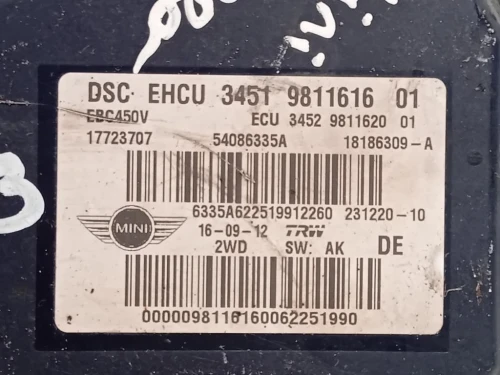 DSC EHCU 3451 9811616 01
EBC450V ECU 3452 9811620 01
17723707 54086335A 18186309-A
6335A622519912260 231220-10
MINI 16-09-12 TRW
2WD SW: AK DE
0000098116160062251990